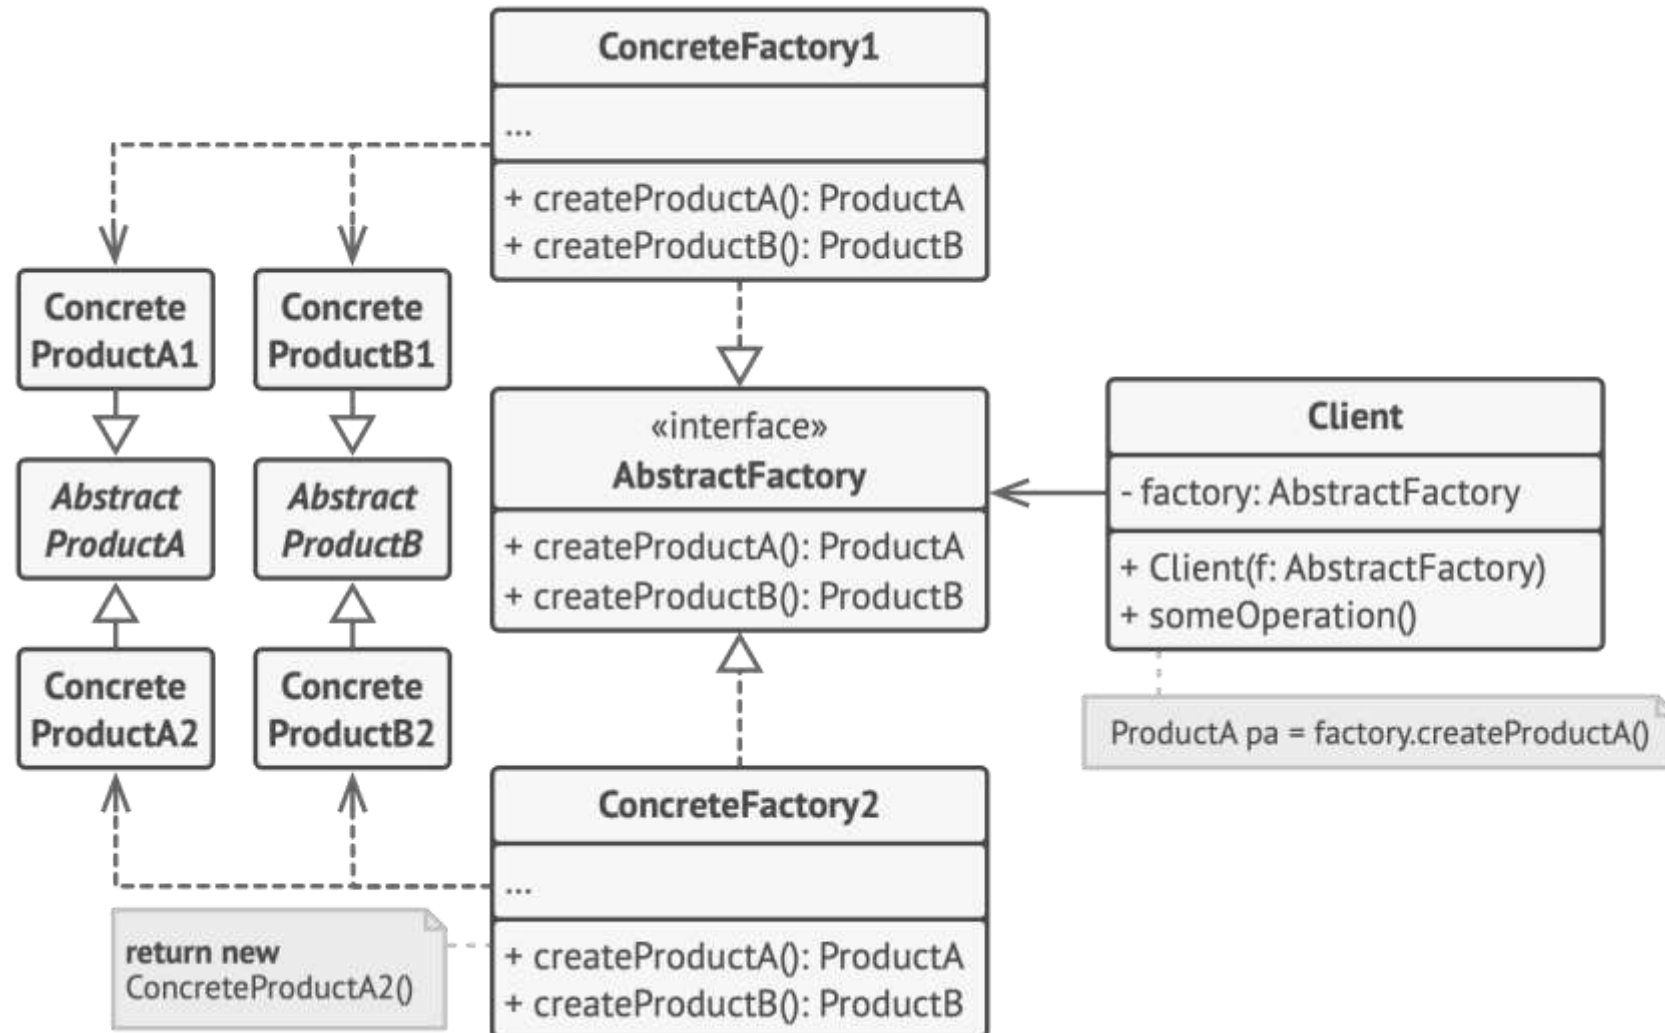 ConcreteFactory1
...
+ createProductA(): ProductA
+ createProductB(): ProductB
Concrete
ProductA1
Concrete
ProductB1
Abstract
ProductA
Abstract
ProductB
Concrete
ProductA2
Concrete
ProductB2
«interface»
AbstractFactory
+ createProductA(): ProductA
+ createProductB(): ProductB
Client
- factory: AbstractFactory
+ Client(f: AbstractFactory)
+ someOperation()
ProductA pa = factory.createProductA()
ConcreteFactory2
...
+ createProductA(): ProductA
+ createProductB(): ProductB
return new
ConcreteProductA2()